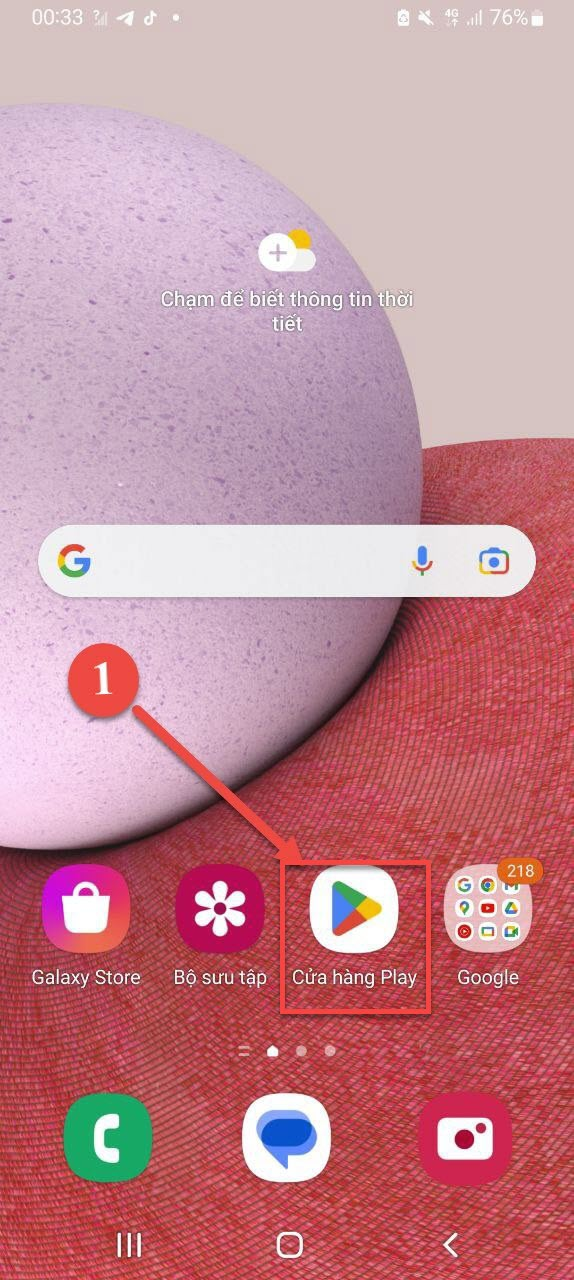 00:33
4G
76%
Chạm để biết thông tin thời
tiết
1
218
Galaxy Store
Bộ sưu tập
Cửa hàng Play
Google